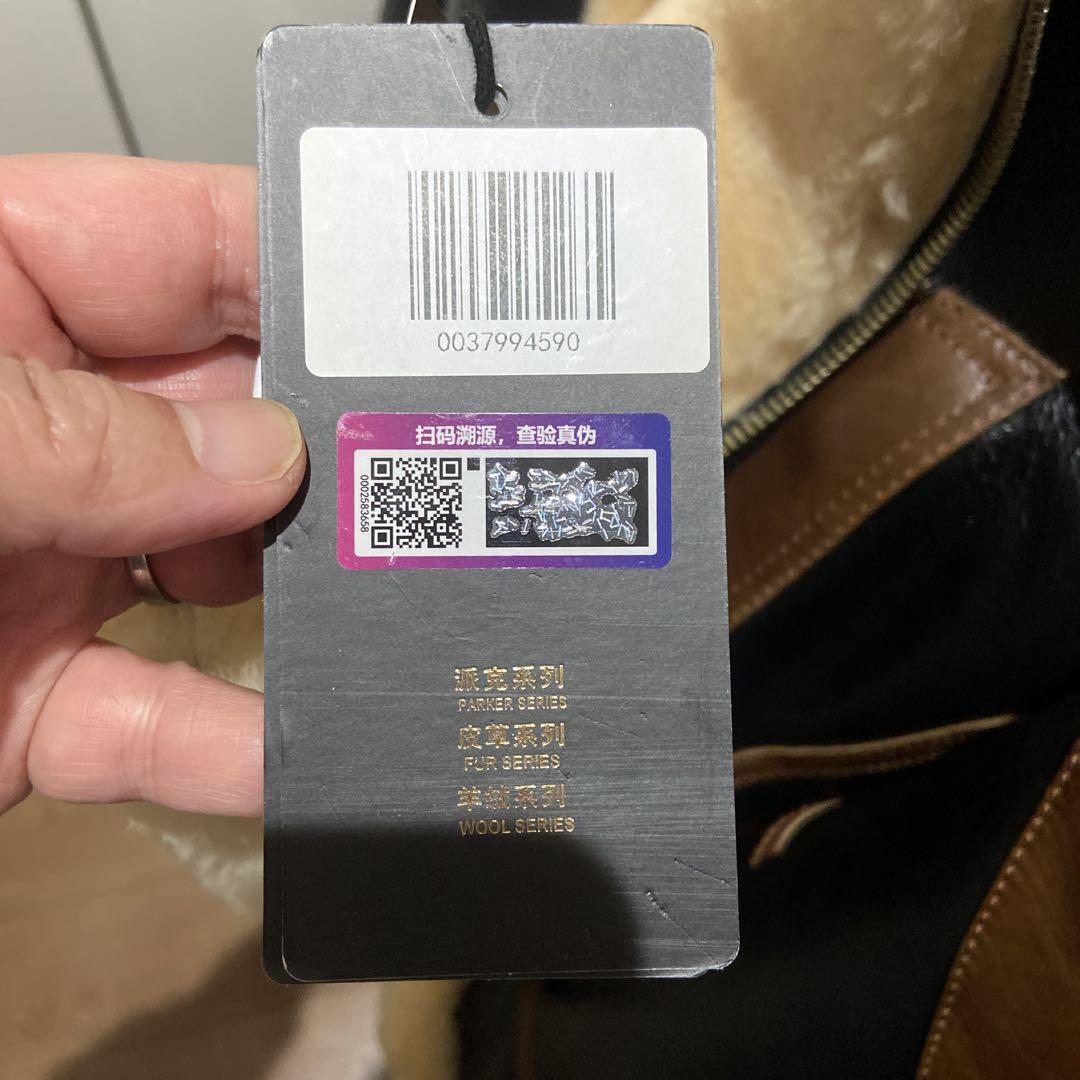 0037994590
扫码溯源，查验真伪
0002583658
派克系列
PARKER SERIES
皮草系列
FUR SERIES
羊绒系列
WOOL SERIES